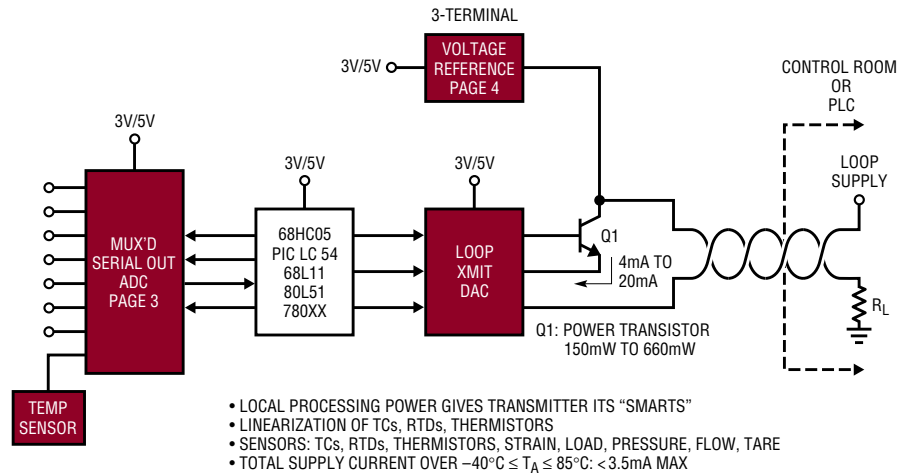 3-TERMINAL
VOLTAGE
REFERENCE
PAGE 4
3V/5V
CONTROL ROOM
OR
PLC
LOOP
SUPPLY
3V/5V
3V/5V
3V/5V
MUX'D
SERIAL OUT
ADC
PAGE 3
68HC05
PIC LC 54
68L11
80L51
780XX
LOOP
XMIT
DAC
Q1
4mA TO
20mA
RL
Q1: POWER TRANSISTOR
150mW TO 660mW
TEMP
SENSOR
• LOCAL PROCESSING POWER GIVES TRANSMITTER ITS “SMARTS”
• LINEARIZATION OF TCs, RTDs, THERMISTORS
• SENSORS: TCs, RTDs, THERMISTORS, STRAIN, LOAD, PRESSURE, FLOW, TARE
• TOTAL SUPPLY CURRENT OVER –40°C ≤ TA ≤ 85°C: <3.5mA MAX